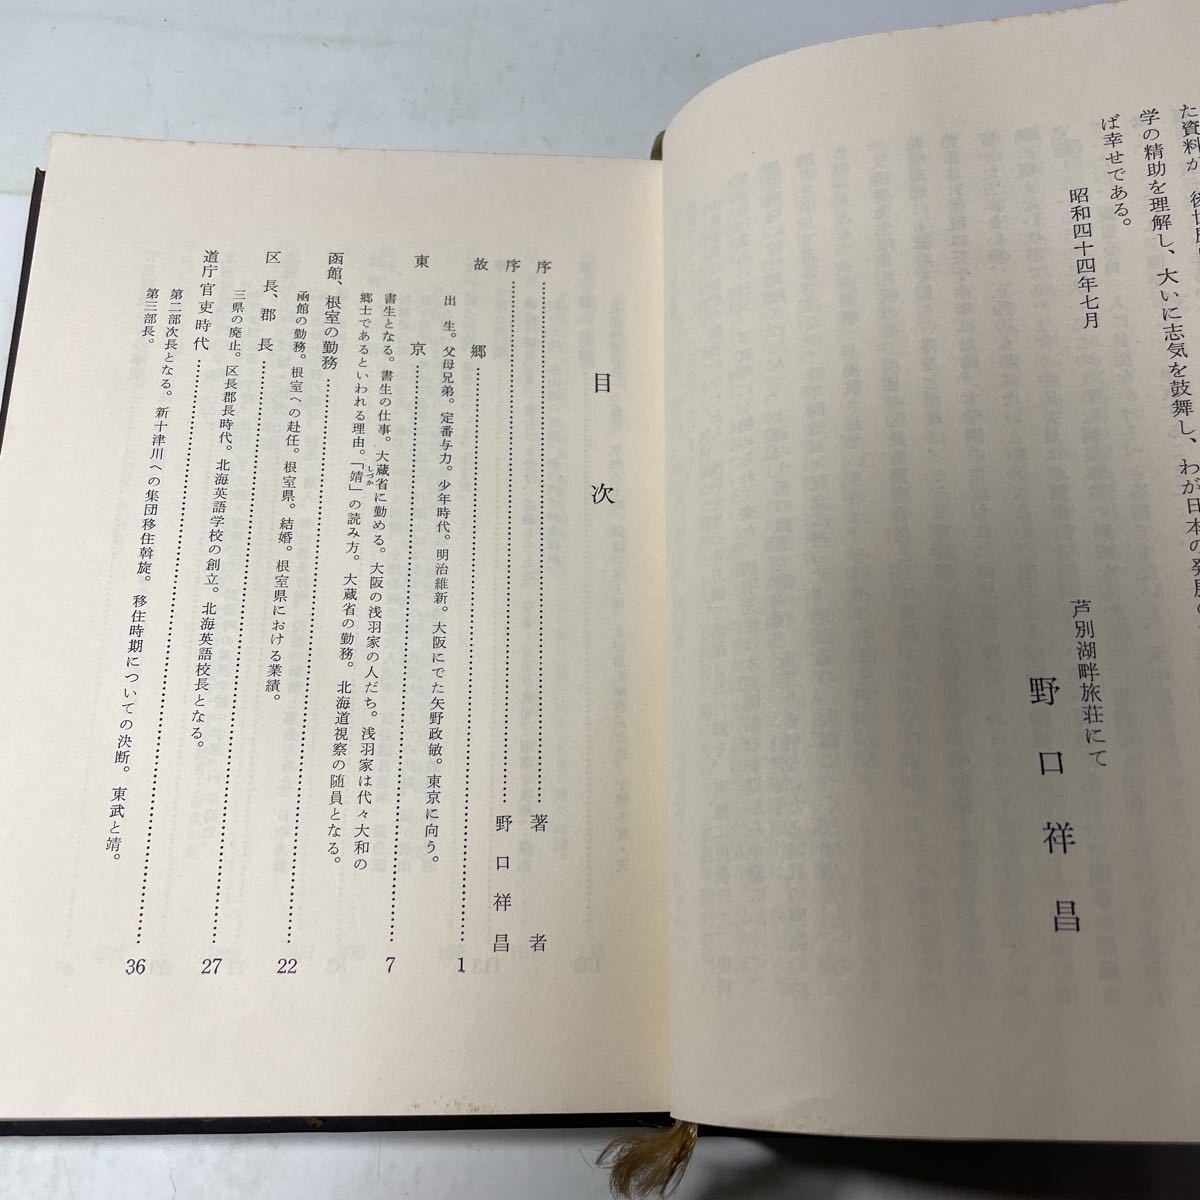 た資料が、後世
学の精助を理解し、大いに志気を鼓舞し、わが日本の発展の
ば幸せである。
昭和四十四年七月
芦別湖畔旅荘にて
野口祥昌
目次
序……………著者
序……………野口祥昌
故郷……………1
出生。父母兄弟。定番与力。少年時代。明治維新。大阪にでた矢野政敏。東京に向う。
東京……………7
書生となる。書生の仕事。大蔵省に勤める。大阪の浅羽家の人だち。浅羽家は代々大和の
郷士であるといわれる理由。「靖」の読み方。大蔵省の勤務。北海道視察の随員となる。
しづか
函館、根室の勤務……………22
函館の勤務。根室への赴任。根室県。結婚。根室県における業績。
区長、郡長……………27
三県の廃止。区長郡長時代。北海英語学校の創立。北海英語校長となる。
道庁官吏時代……………36
第二部次長となる。新十津川への集団移住斡旋。移住時期についての決断。東武と靖。
第三部長。